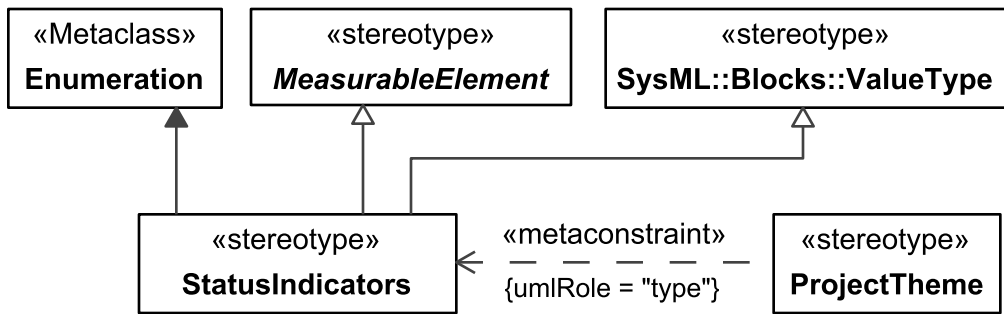 «Metaclass»
Enumeration
«stereotype»
MeasurableElement
«stereotype»
SysML::Blocks::ValueType
«stereotype»
StatusIndicators
«metaconstraint»
{umlRole = "type"}
«stereotype»
ProjectTheme